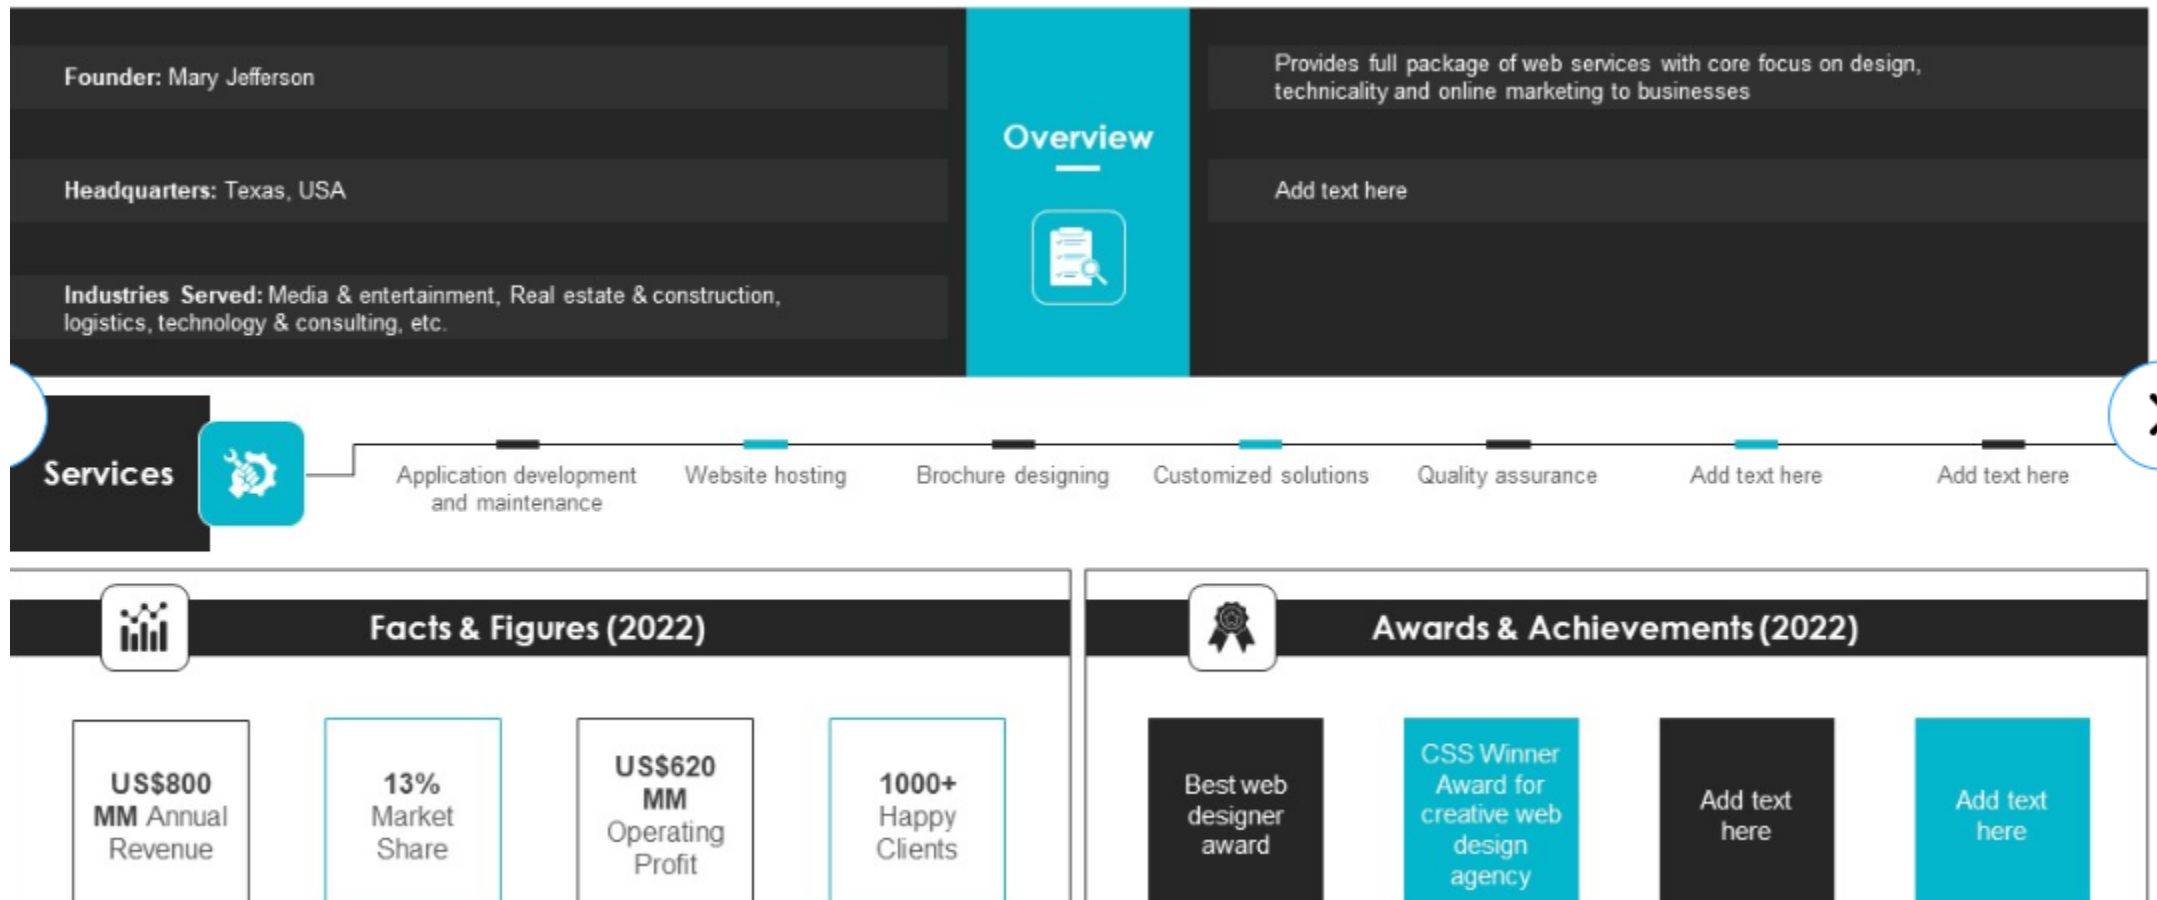 Founder: Mary Jefferson
Headquarters: Texas, USA
Industries Served: Media & entertainment, Real estate & construction,
logistics, technology & consulting, etc.
Overview
Provides full package of web services with core focus on design,
technicality and online marketing to businesses
Add text here
Services
Application development
and maintenance
Website hosting
Brochure designing
Customized solutions
Quality assurance
Add text here
Add text here
Facts & Figures (2022)
US$800
MM Annual
Revenue
13%
Market
Share
US$620
MM
Operating
Profit
1000+
Happy
Clients
Awards & Achievements (2022)
Best web
designer
award
CSS Winner
Award for
creative web
design
agency
Add text
here
Add text
here